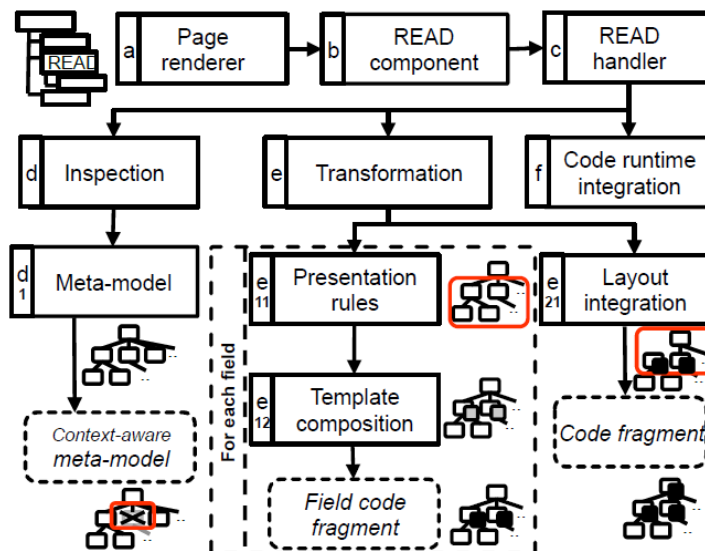 READ
a
Page
renderer
b
READ
component
c
READ
handler
d
Inspection
e
Transformation
f
Code runtime
integration
d
1
Meta-model
For each field
e
11
Presentation
rules
e
21
Layout
integration
e
12
Template
composition
Context-aware
meta-model
Field code
fragment
Code fragment